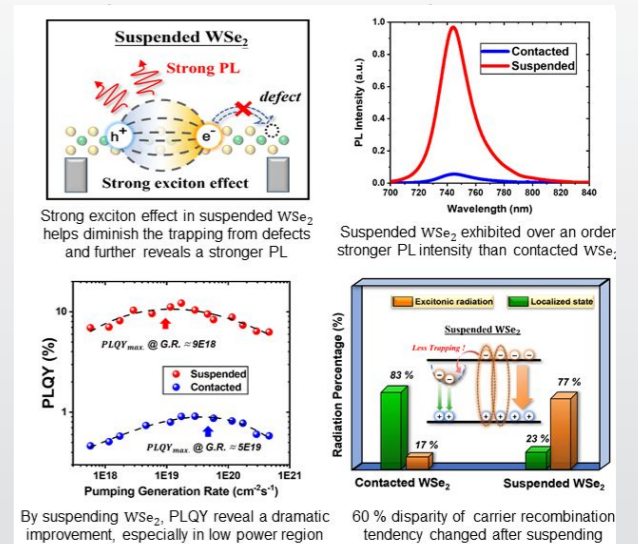 Suspended WSe₂
Strong PL
defect
h⁺
e⁻
Strong exciton effect
Strong exciton effect in suspended WSe₂
helps diminish the trapping from defects
and further reveals a stronger PL
PL Intensity (a.u.)
1.0
0.8
0.6
0.4
0.2
0.0
Contacted
Suspended
700 720 740 760 780 800 820 840
Wavelength (nm)
Suspended WSe₂ exhibited over an order
stronger PL intensity than contacted WSe₂
PLQY (%)
10
1
PLQYmax. @ G.R. ≈ 9E18
Suspended
Contacted
PLQYmax. @ G.R. ≈ 5E19
1E18 1E19 1E20 1E21
Pumping Generation Rate (cm⁻²s⁻¹)
By suspending WSe₂, PLQY reveal a dramatic
improvement, especially in low power region
Radiation Percentage (%)
Excitonic radiation
Localized state
Suspended WSe₂
Less Trapping !
83 %
17 %
23 %
77 %
Contacted WSe₂
Suspended WSe₂
60 % disparity of carrier recombination
tendency changed after suspending